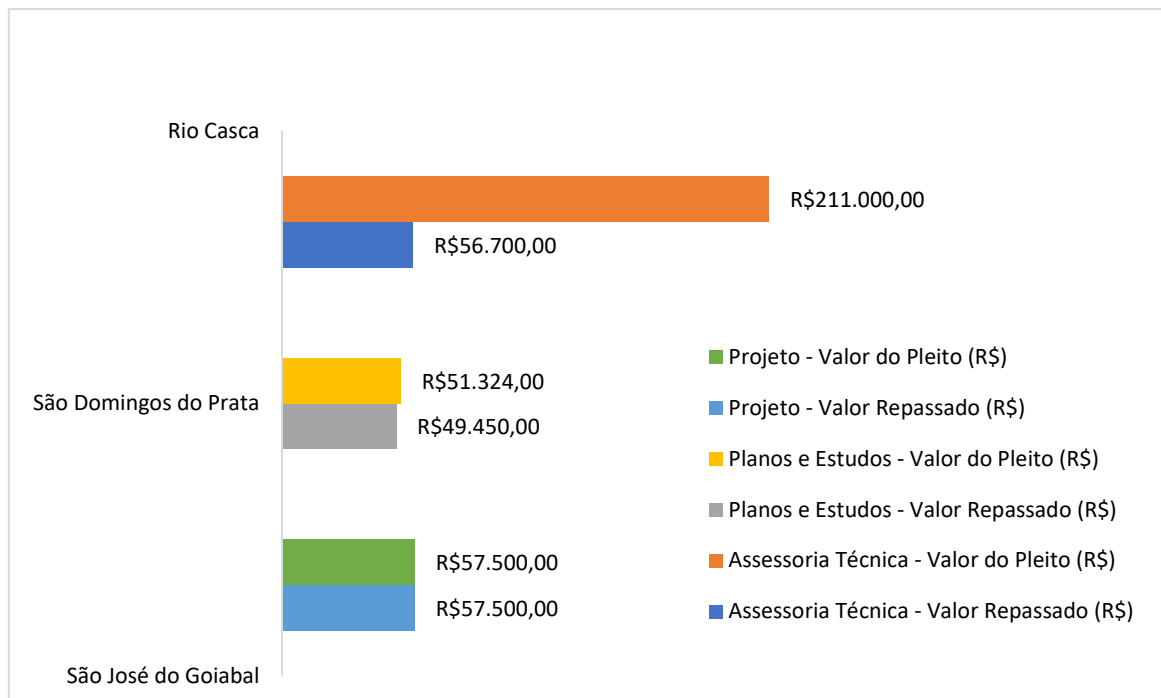 Rio Casca
R$211.000,00
R$56.700,00
São Domingos do Prata
R$51.324,00
R$49.450,00
R$57.500,00
R$57.500,00
São José do Goiabal
Projeto - Valor do Pleito (R$)
Projeto - Valor Repassado (R$)
Planos e Estudos - Valor do Pleito (R$)
Planos e Estudos - Valor Repassado (R$)
Assessoria Técnica - Valor do Pleito (R$)
Assessoria Técnica - Valor Repassado (R$)